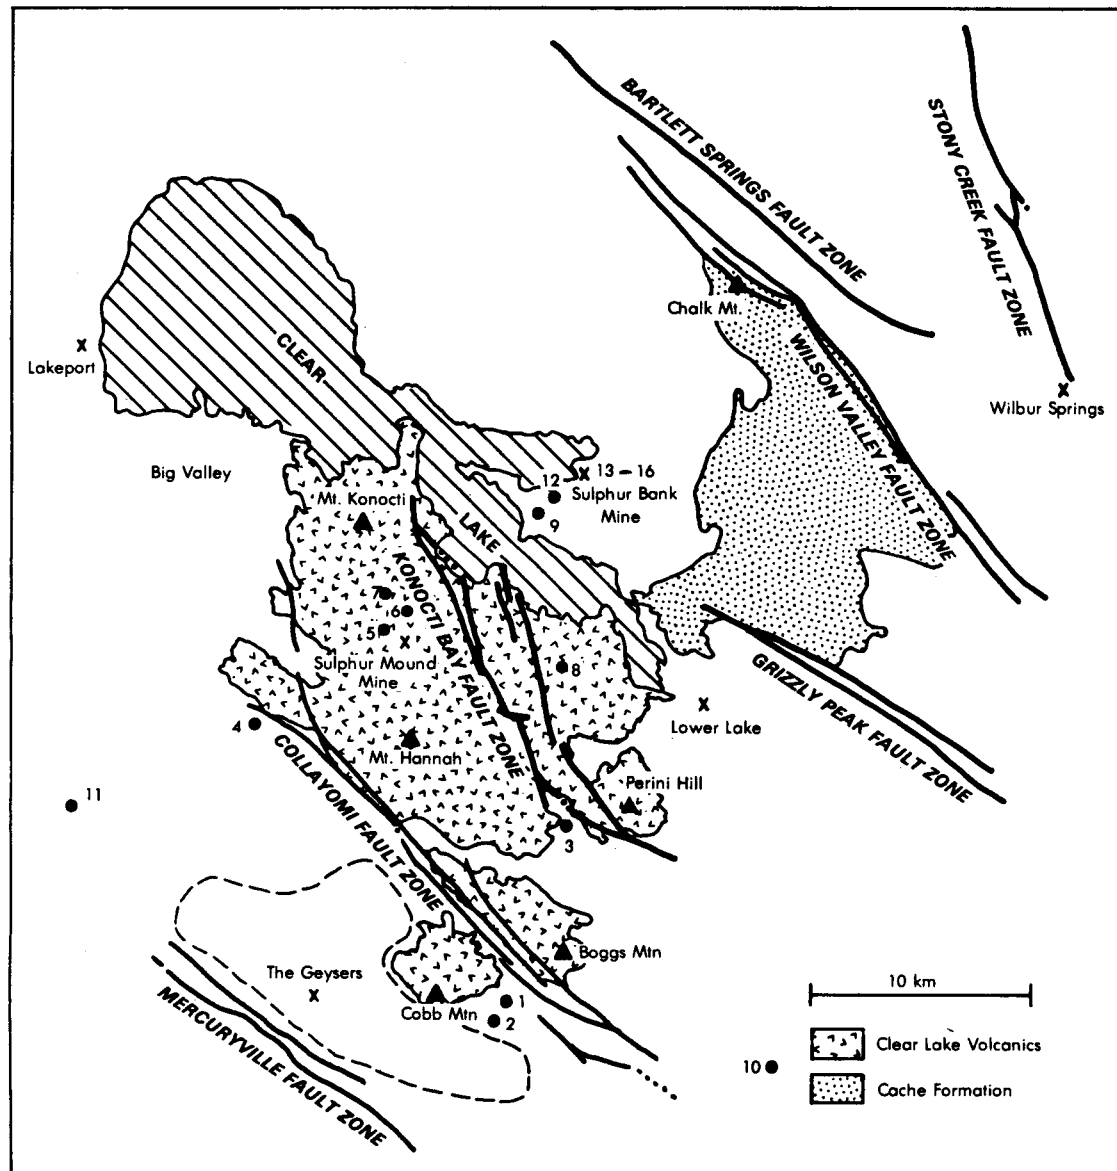 BARTLETT SPRINGS FAULT ZONE
STONY CREEK FAULT ZONE
Chalk Mt.
CLEAR
WILSON VALLEY FAULT ZONE
x
Lakeport
x
Wilbur Springs
Big Valley
12
x 13 – 16
Sulphur Bank
Mine
9
Mt. Konocti
LAKE
KONOCTI BAY FAULT ZONE
7
6
5
x
Sulphur Mound
Mine
8
GRIZZLY PEAK FAULT ZONE
x
Lower Lake
4
Mt. Hannah
COLLAYOMI FAULT ZONE
Perini Hill
11
3
Boggs Mtn
The Geysers
x
Cobb Mtn
1
2
MERCURYVILLE FAULT ZONE
10 km
Clear Lake Volcanics
10
Cache Formation